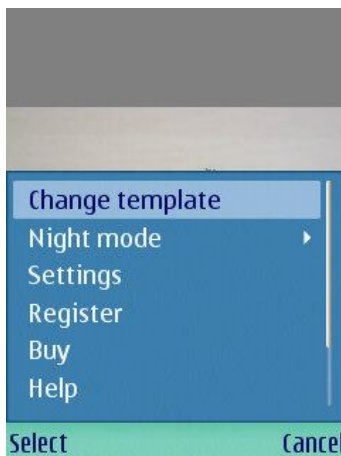 Change template
Night mode
Settings
Register
Buy
Help
Select Cancel